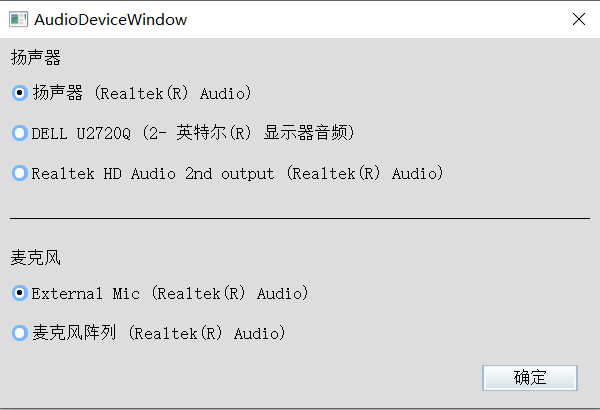 AudioDeviceWindow
扬声器
扬声器 (Realtek(R) Audio)
DELL U2720Q (2- 英特尔(R) 显示器音频)
Realtek HD Audio 2nd output (Realtek(R) Audio)
麦克风
External Mic (Realtek(R) Audio)
麦克风阵列 (Realtek(R) Audio)
确定